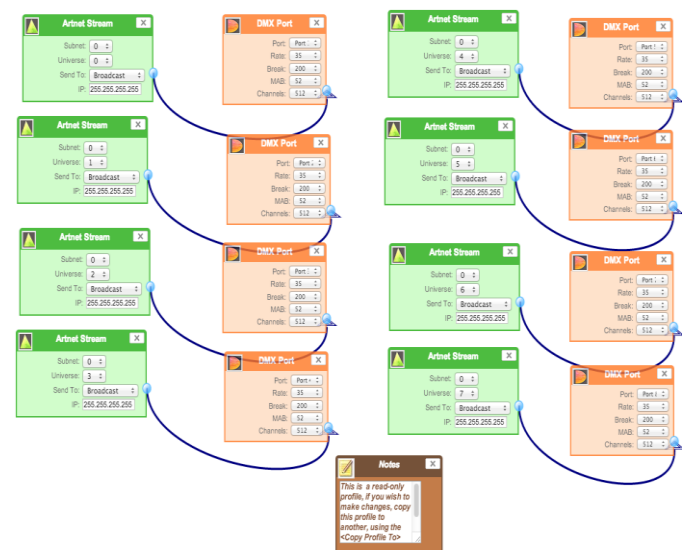 Artnet Stream X
Subnet: 0
Universe: 0
Send To: Broadcast
IP: 255.255.255.255
DMX Port X
Port: Port
Rate: 35
Break: 200
MAB: 52
Channels: 512
Artnet Stream X
Subnet: 0
Universe: 4
Send To: Broadcast
IP: 255.255.255.255
DMX Port X
Port: Port
Rate: 35
Break: 200
MAB: 52
Channels: 512
Artnet Stream X
Subnet: 0
Universe: 1
Send To: Broadcast
IP: 255.255.255.255
DMX Port X
Port: Port
Rate: 35
Break: 200
MAB: 52
Channels: 512
Artnet Stream X
Subnet: 0
Universe: 5
Send To: Broadcast
IP: 255.255.255.255
DMX Port X
Port: Port
Rate: 35
Break: 200
MAB: 52
Channels: 512
Artnet Stream X
Subnet: 0
Universe: 2
Send To: Broadcast
IP: 255.255.255.255
DMX Port X
Port: Port
Rate: 35
Break: 200
MAB: 52
Channels: 512
Artnet Stream X
Subnet: 0
Universe: 6
Send To: Broadcast
IP: 255.255.255.255
DMX Port X
Port: Port
Rate: 35
Break: 200
MAB: 52
Channels: 512
Artnet Stream X
Subnet: 0
Universe: 3
Send To: Broadcast
IP: 255.255.255.255
DMX Port X
Port: Port
Rate: 35
Break: 200
MAB: 52
Channels: 512
Artnet Stream X
Subnet: 0
Universe: 7
Send To: Broadcast
IP: 255.255.255.255
DMX Port X
Port: Port
Rate: 35
Break: 200
MAB: 52
Channels: 512
Notes X
This is a read-only
profile, if you wish to
make changes, copy
this profile to
another, using the
<Copy Profile To>